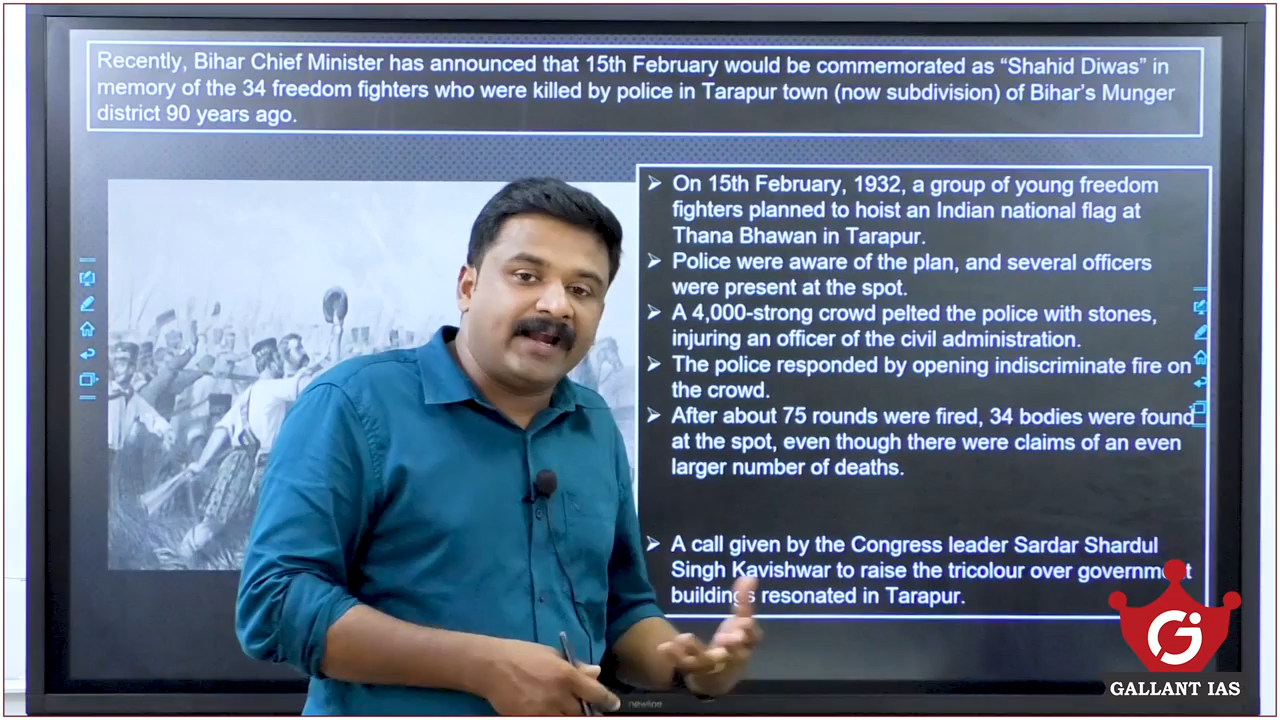 Recently, Bihar Chief Minister has announced that 15th February would be commemorated as “Shahid Diwas” in
memory of the 34 freedom fighters who were killed by police in Tarapur town (now subdivision) of Bihar’s Munger
district 90 years ago.
➢ On 15th February, 1932, a group of young freedom
fighters planned to hoist an Indian national flag at
Thana Bhawan in Tarapur.
➢ Police were aware of the plan, and several officers
were present at the spot.
➢ A 4,000-strong crowd pelted the police with stones,
injuring an officer of the civil administration.
➢ The police responded by opening indiscriminate fire on
the crowd.
➢ After about 75 rounds were fired, 34 bodies were found
at the spot, even though there were claims of an even
larger number of deaths.
➢ A call given by the Congress leader Sardar Shardul
Singh Kavishwar to raise the tricolour over government
buildings resonated in Tarapur.
newline
GALLANT IAS